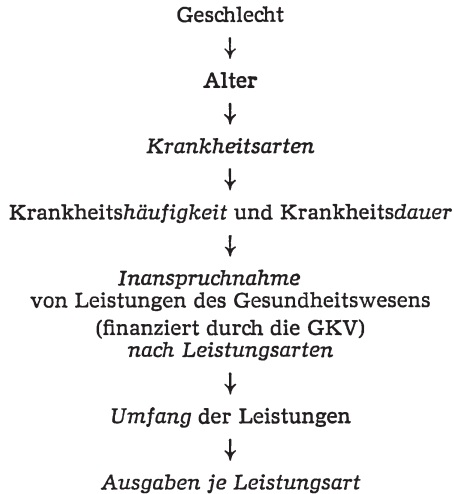 Geschlecht
↓
Alter
↓
Krankheitsarten
↓
Krankheitshäufigkeit und Krankheitsdauer
↓
Inanspruchnahme
von Leistungen des Gesundheitswesens
(finanziert durch die GKV)
nach Leistungsarten
↓
Umfang der Leistungen
↓
Ausgaben je Leistungsart